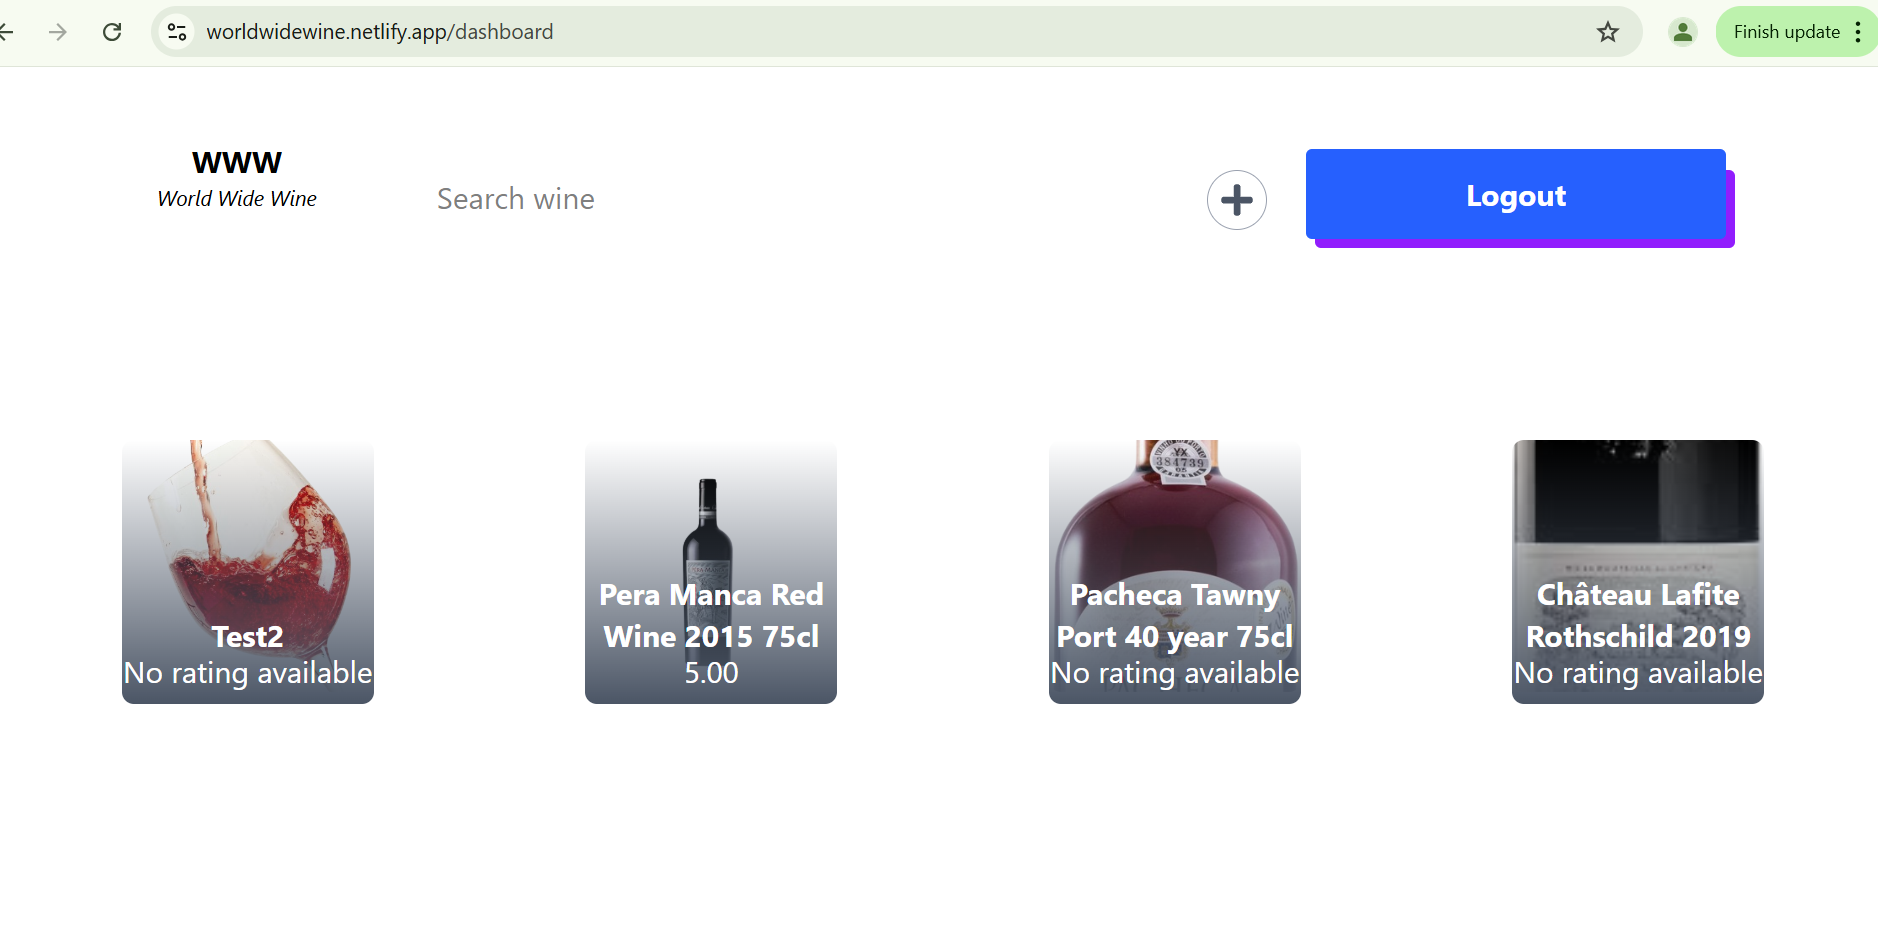 worldwidewine.netlify.app/dashboard
Finish update
WWW
World Wide Wine
Search wine
Logout
Test2
No rating available
Pera Manca Red
Wine 2015 75cl
5.00
384739
Pacheca Tawny
Port 40 year 75cl
No rating available
Château Lafite
Rothschild 2019
No rating available